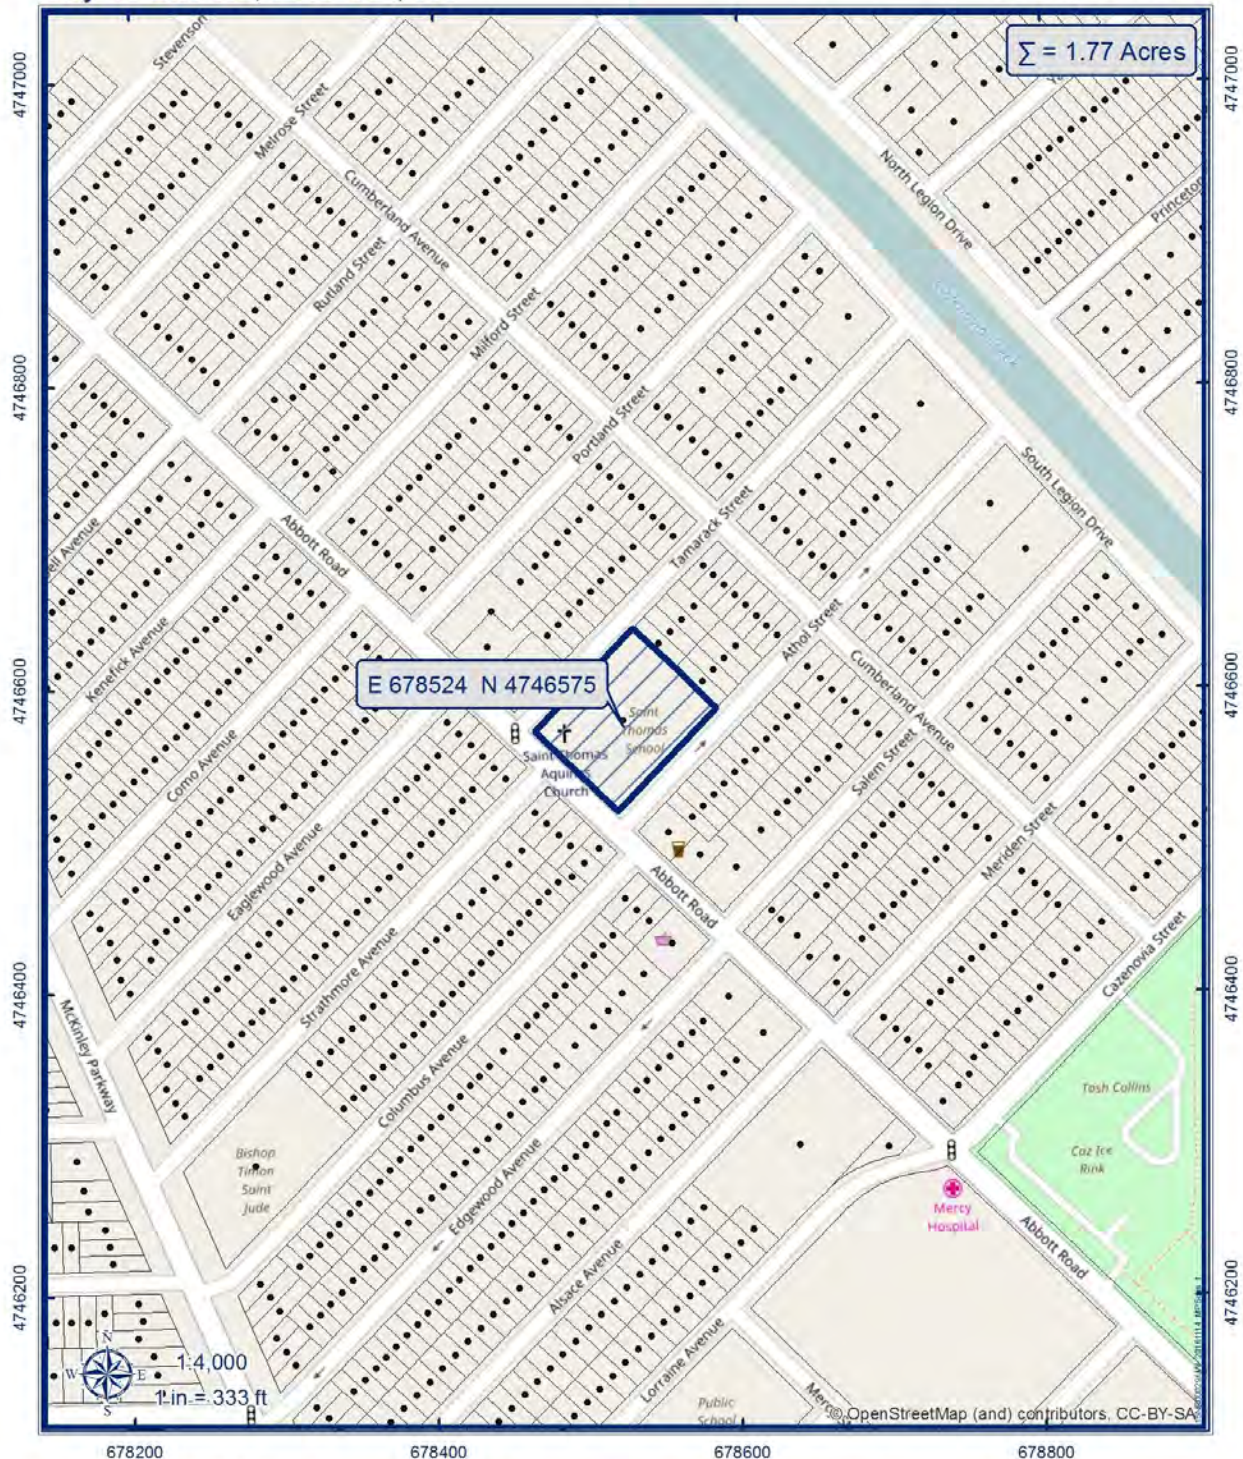 ∑ = 1.77 Acres
4747000
4747000
Stevenson
Melrose Street
North Legion Drive
Princeton
Cumberland Avenue
Rutland Street
Milford Street
4746800
4746800
Portland Street
South Legion Drive
Abbott Road
Tamarack Street
Kenefick Avenue
Athol Street
4746600
4746600
E 678524 N 4746575
Cumberland Avenue
Saint
Thomas
School
Saint Thomas
Aquinas
Church
Como Avenue
Salem Street
Eaglewood Avenue
Meriden Street
Abbott Road
Strathmore Avenue
Cazenovia Street
4746400
4746400
McKinley Parkway
Columbus Avenue
Tosh Collins
Caz Ice
Rink
Bishop
Timon
Saint
Jude
Edgewood Avenue
Mercy
Hospital
Abbott Road
Alsace Avenue
4746200
4746200
N
W E
S
1:4,000
1 in = 333 ft
Lorraine Avenue
Public
School
© OpenStreetMap (and) contributors, CC-BY-SA
678200
678400
678600
678800